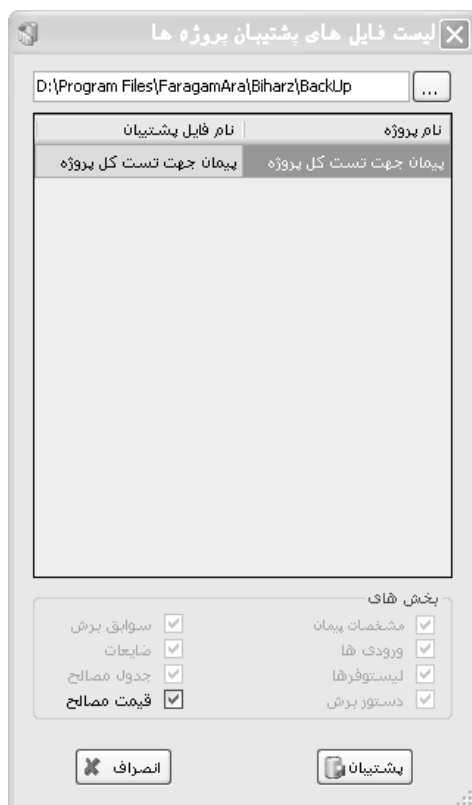 لیست فایل های پشتیبان پروژه ها
D:\Program Files\FaragamAra\Biharz\BackUp ...
نام پروژه نام فایل پشتیبان
پیمان جهت تست کل پروژه پیمان جهت تست کل پروژه
بخش های
مشخصات پیمان سوابق برش
ورودی ها ضایعات
لیستوفرها جدول مصالح
دستور برش قیمت مصالح
پشتیبان انصراف